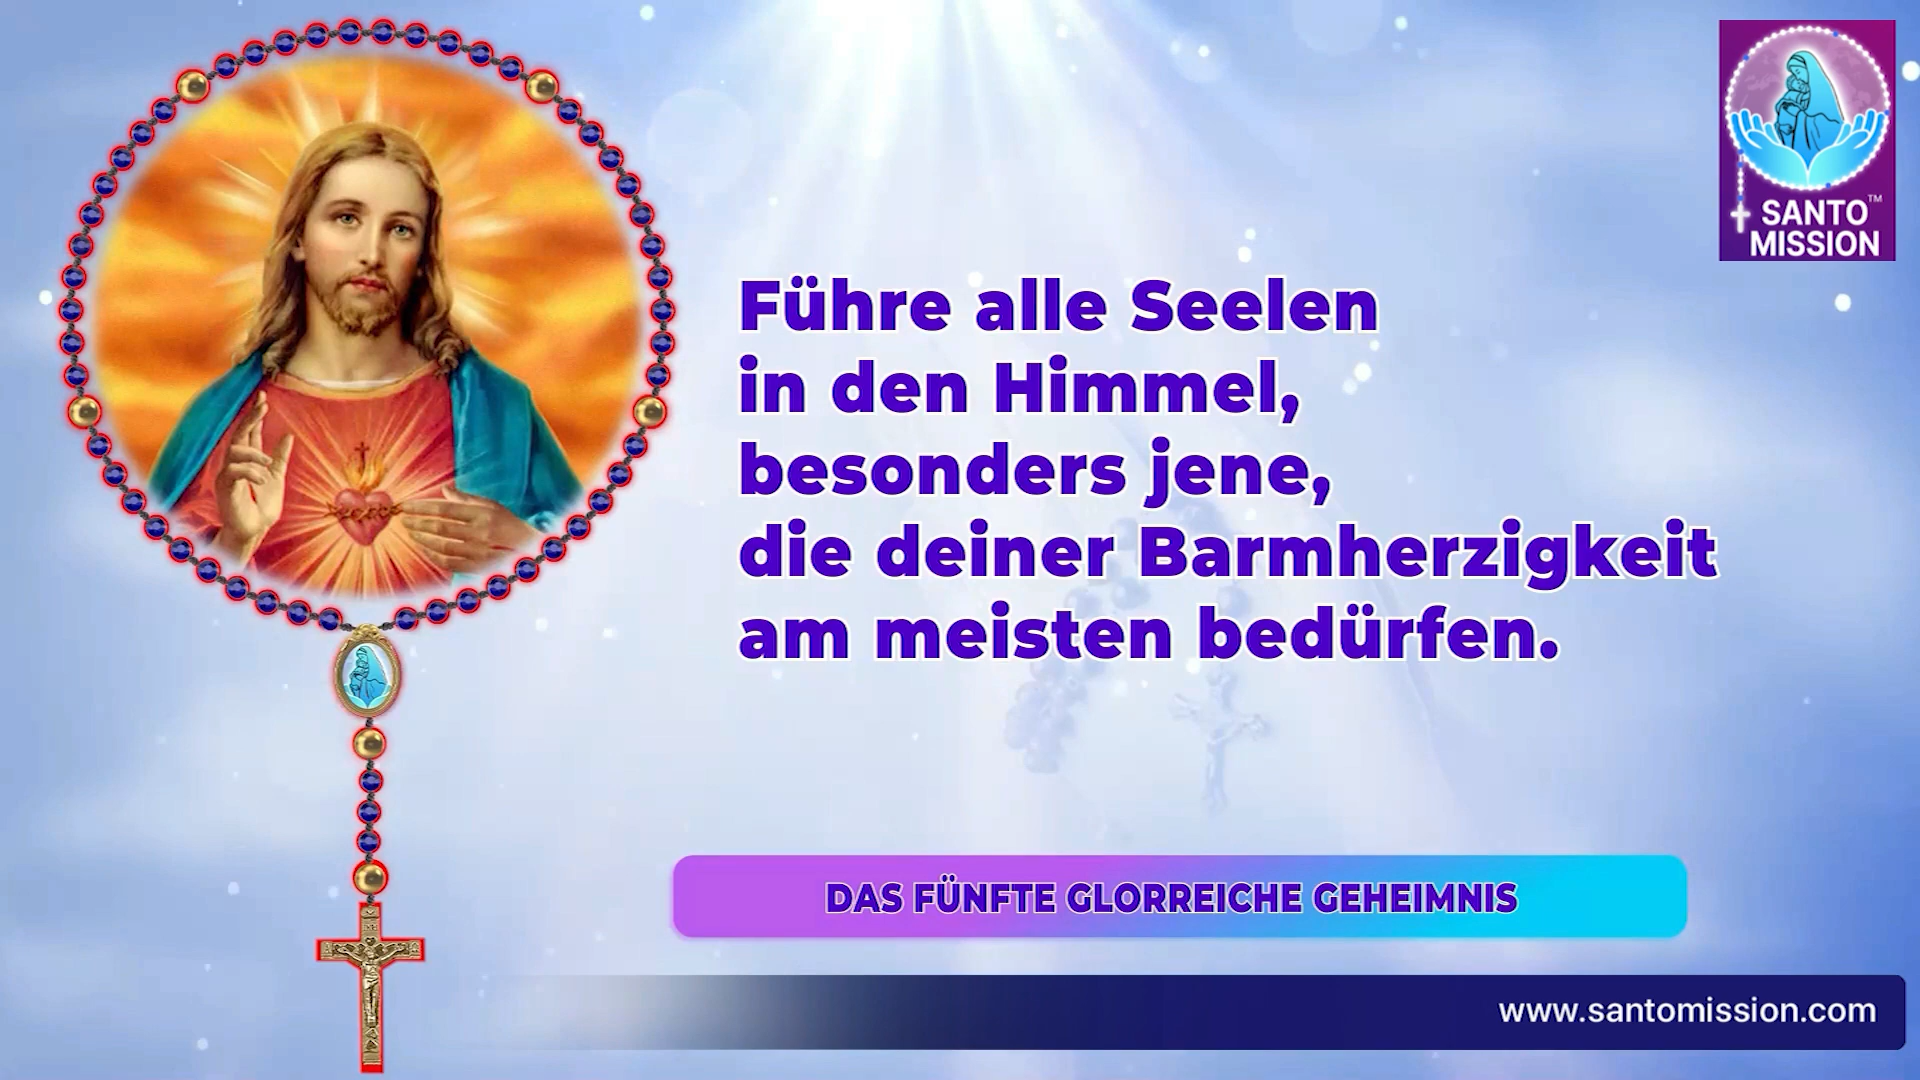 SANTO
MISSION
TM
Führe alle Seelen
in den Himmel,
besonders jene,
die deiner Barmherzigkeit
am meisten bedürfen.
DAS FÜNFTE GLORREICHE GEHEIMNIS
www.santomission.com